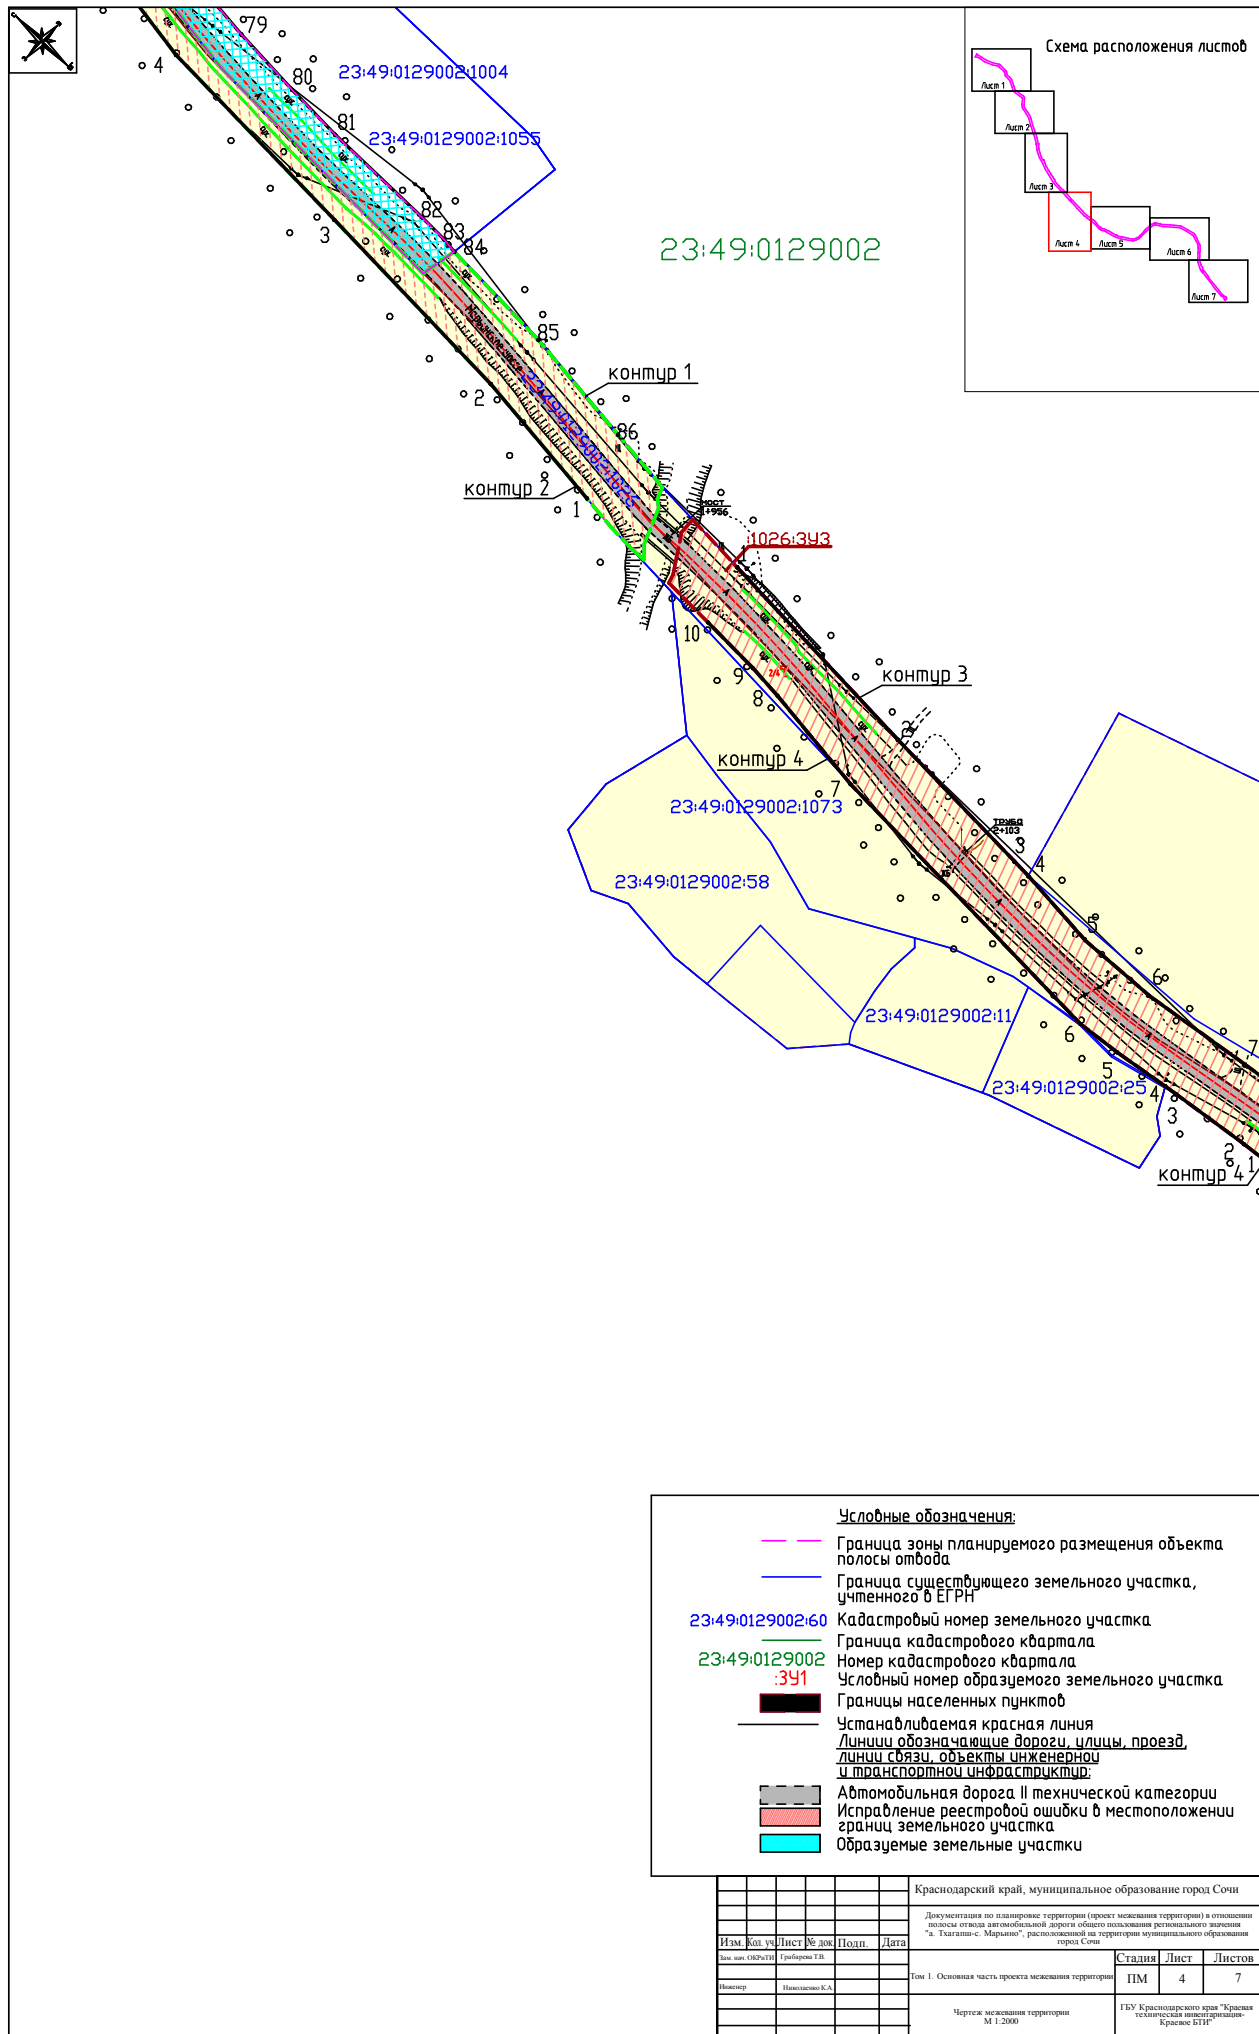 Схема расположения листов
Лист 1
Лист 2
Лист 3
Лист 4
Лист 5
Лист 6
Лист 7
79
80
81
82
83
84
85
86
4
3
2
1
23:49:0129002:1004
23:49:0129002:1055
23:49:0129002
контур 1
контур 2
МОСТ
1+956
:1026:ЗУ3
1
10
9
8
7
2/4
контур 3
2
контур 4
23:49:0129002:1073
23:49:0129002:58
ТРУБА
2+103
3
4
5
6
7
23:49:0129002:11
23:49:0129002:25
6
5
4
3
2
1
контур 4
Условные обозначения:
Граница зоны планируемого размещения объекта
полосы отвода
Граница существующего земельного участка,
учтенного в ЕГРН
23:49:0129002:60 Кадастровый номер земельного участка
Граница кадастрового квартала
23:49:0129002 Номер кадастрового квартала
:ЗУ1 Условный номер образуемого земельного участка
Границы населенных пунктов
Устанавливаемая красная линия
Линиии обозначающие дороги, улицы, проезд,
линии связи, объекты инженерной
и транспортной инфраструктур:
Автомобильная дорога II технической категории
Исправление реестровой ошибки в местоположении
границ земельного участка
Образуемые земельные участки
Краснодарский край, муниципальное образование город Сочи
Документация по планировке территории (проект межевания территории) в отношении
полосы отвода автомобильной дороги общего пользования регионального значения
"а. Тхагапш-с. Марьино", расположенной на территории муниципального образования
город Сочи
Изм. Кол. уч Лист № док. Подп. Дата
Зам. нач. ОКРиТИ Грабарева Т.В.
Инженер Николаенко К.А.
Том 1. Основная часть проекта межевания территории
Стадия Лист Листов
ПМ 4 7
Чертеж межевания территории
М 1:2000
ГБУ Краснодарского края "Краевая
техническая инвентаризация-
Краевое БТИ"